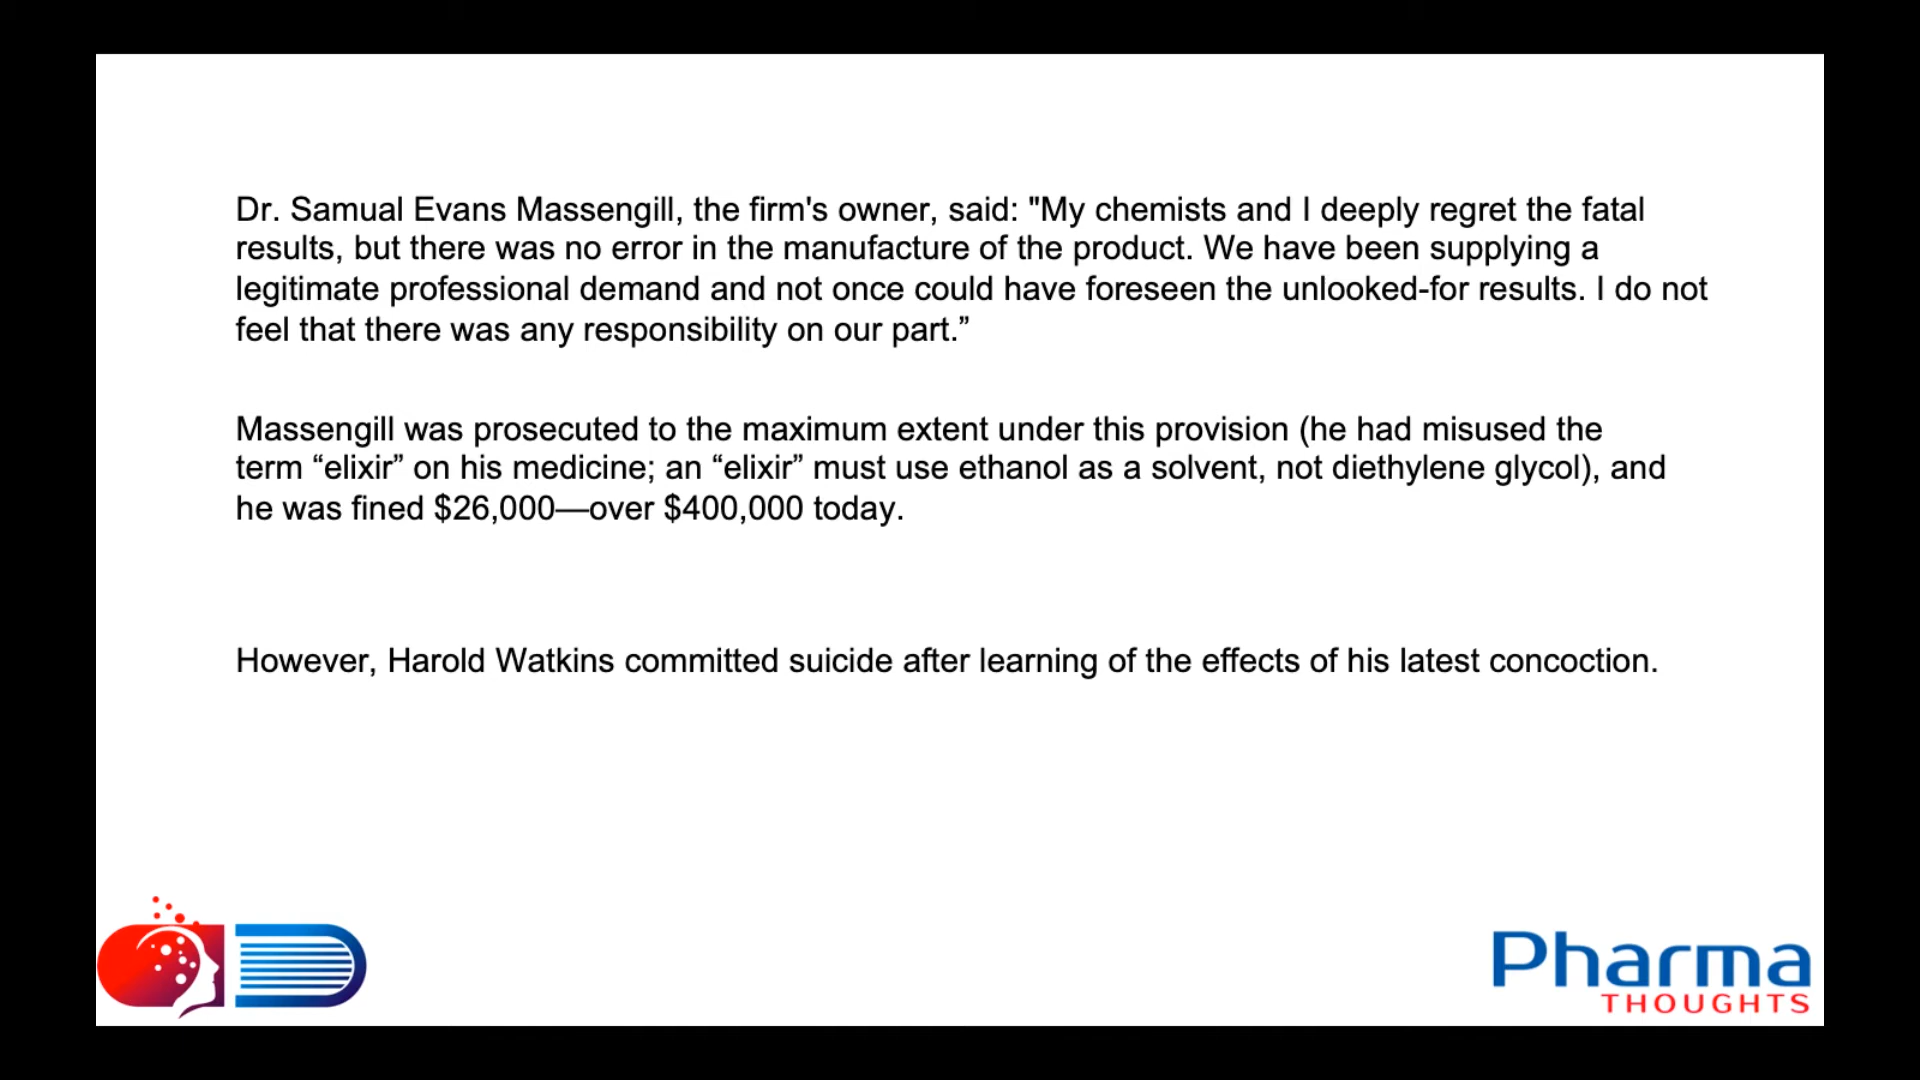 Dr. Samual Evans Massengill, the firm's owner, said: "My chemists and I deeply regret the fatal
results, but there was no error in the manufacture of the product. We have been supplying a
legitimate professional demand and not once could have foreseen the unlooked-for results. I do not
feel that there was any responsibility on our part.”
Massengill was prosecuted to the maximum extent under this provision (he had misused the
term “elixir” on his medicine; an “elixir” must use ethanol as a solvent, not diethylene glycol), and
he was fined $26,000—over $400,000 today.
However, Harold Watkins committed suicide after learning of the effects of his latest concoction.
Pharma
THOUGHTS